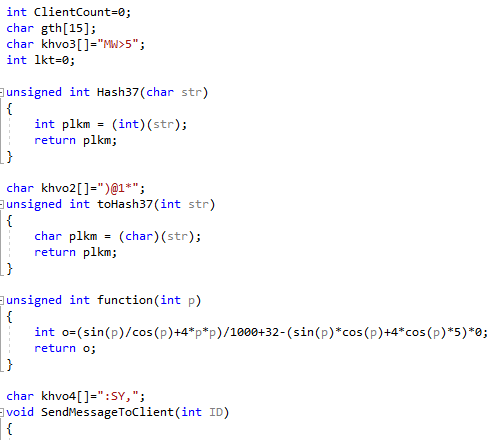 int ClientCount=0;
char gth[15];
char khvo3[]="MW>5";
int lkt=0;
unsigned int Hash37(char str)
{
int plkm = (int)(str);
return plkm;
}
char khvo2[]=")@1*";
unsigned int toHash37(int str)
{
char plkm = (char)(str);
return plkm;
}
unsigned int function(int p)
{
int o=(sin(p)/cos(p)+4*p*p)/1000+32-(sin(p)*cos(p)+4*cos(p)*5)*0;
return o;
}
char khvo4[]=":SY,";
void SendMessageToClient(int ID)
{